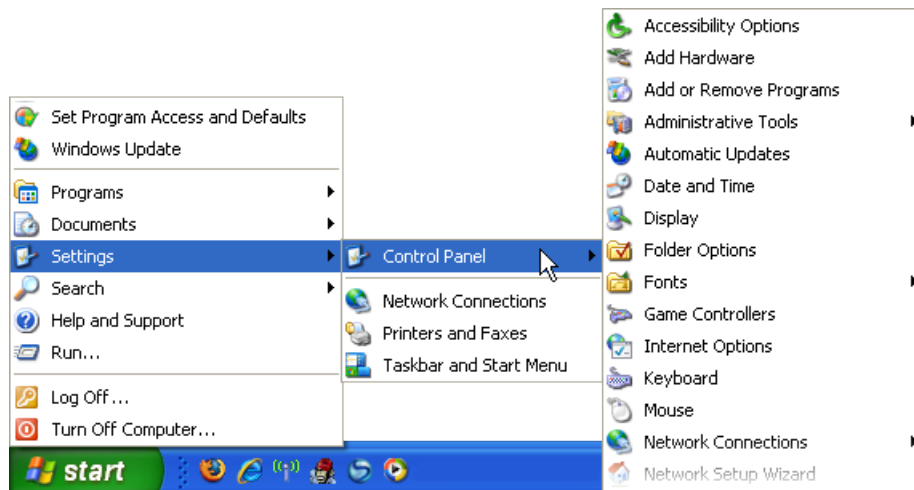 Set Program Access and Defaults
Windows Update
Programs
Documents
Settings
Search
Help and Support
Run...
Log Off...
Turn Off Computer...
start
Control Panel
Network Connections
Printers and Faxes
Taskbar and Start Menu
Accessibility Options
Add Hardware
Add or Remove Programs
Administrative Tools
Automatic Updates
Date and Time
Display
Folder Options
Fonts
Game Controllers
Internet Options
Keyboard
Mouse
Network Connections
Network Setup Wizard